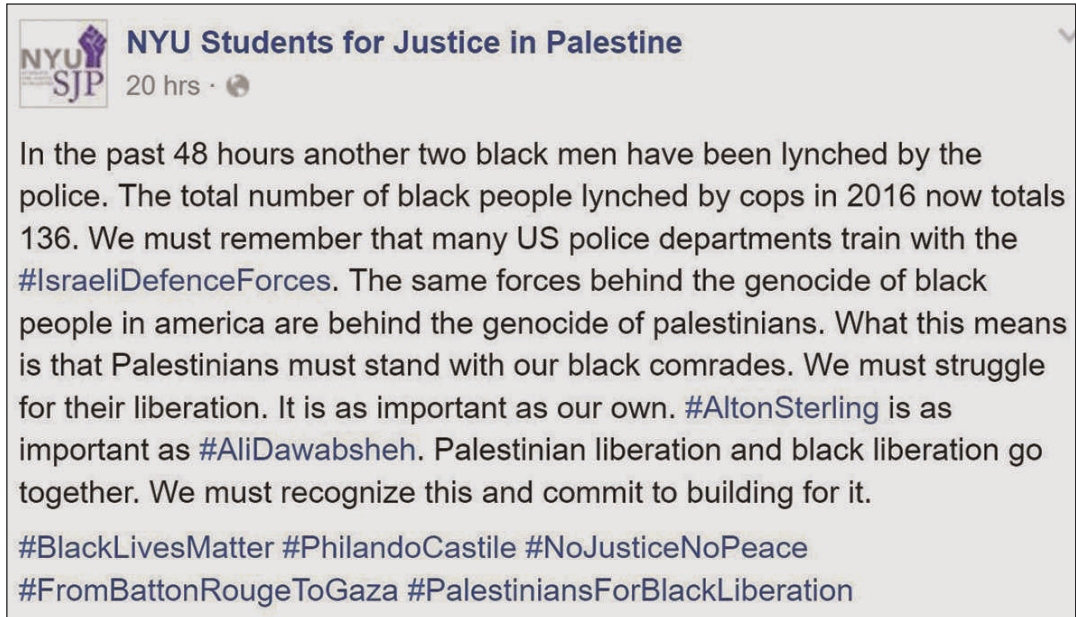 NYU Students for Justice in Palestine
NYU
SJP
20 hrs ·
In the past 48 hours another two black men have been lynched by the
police. The total number of black people lynched by cops in 2016 now totals
136. We must remember that many US police departments train with the
#IsraeliDefenceForces. The same forces behind the genocide of black
people in america are behind the genocide of palestinians. What this means
is that Palestinians must stand with our black comrades. We must struggle
for their liberation. It is as important as our own. #AltonSterling is as
important as #AliDawabsheh. Palestinian liberation and black liberation go
together. We must recognize this and commit to building for it.
#BlackLivesMatter #PhilandoCastile #NoJusticeNoPeace
#FromBattonRougeToGaza #PalestiniansForBlackLiberation